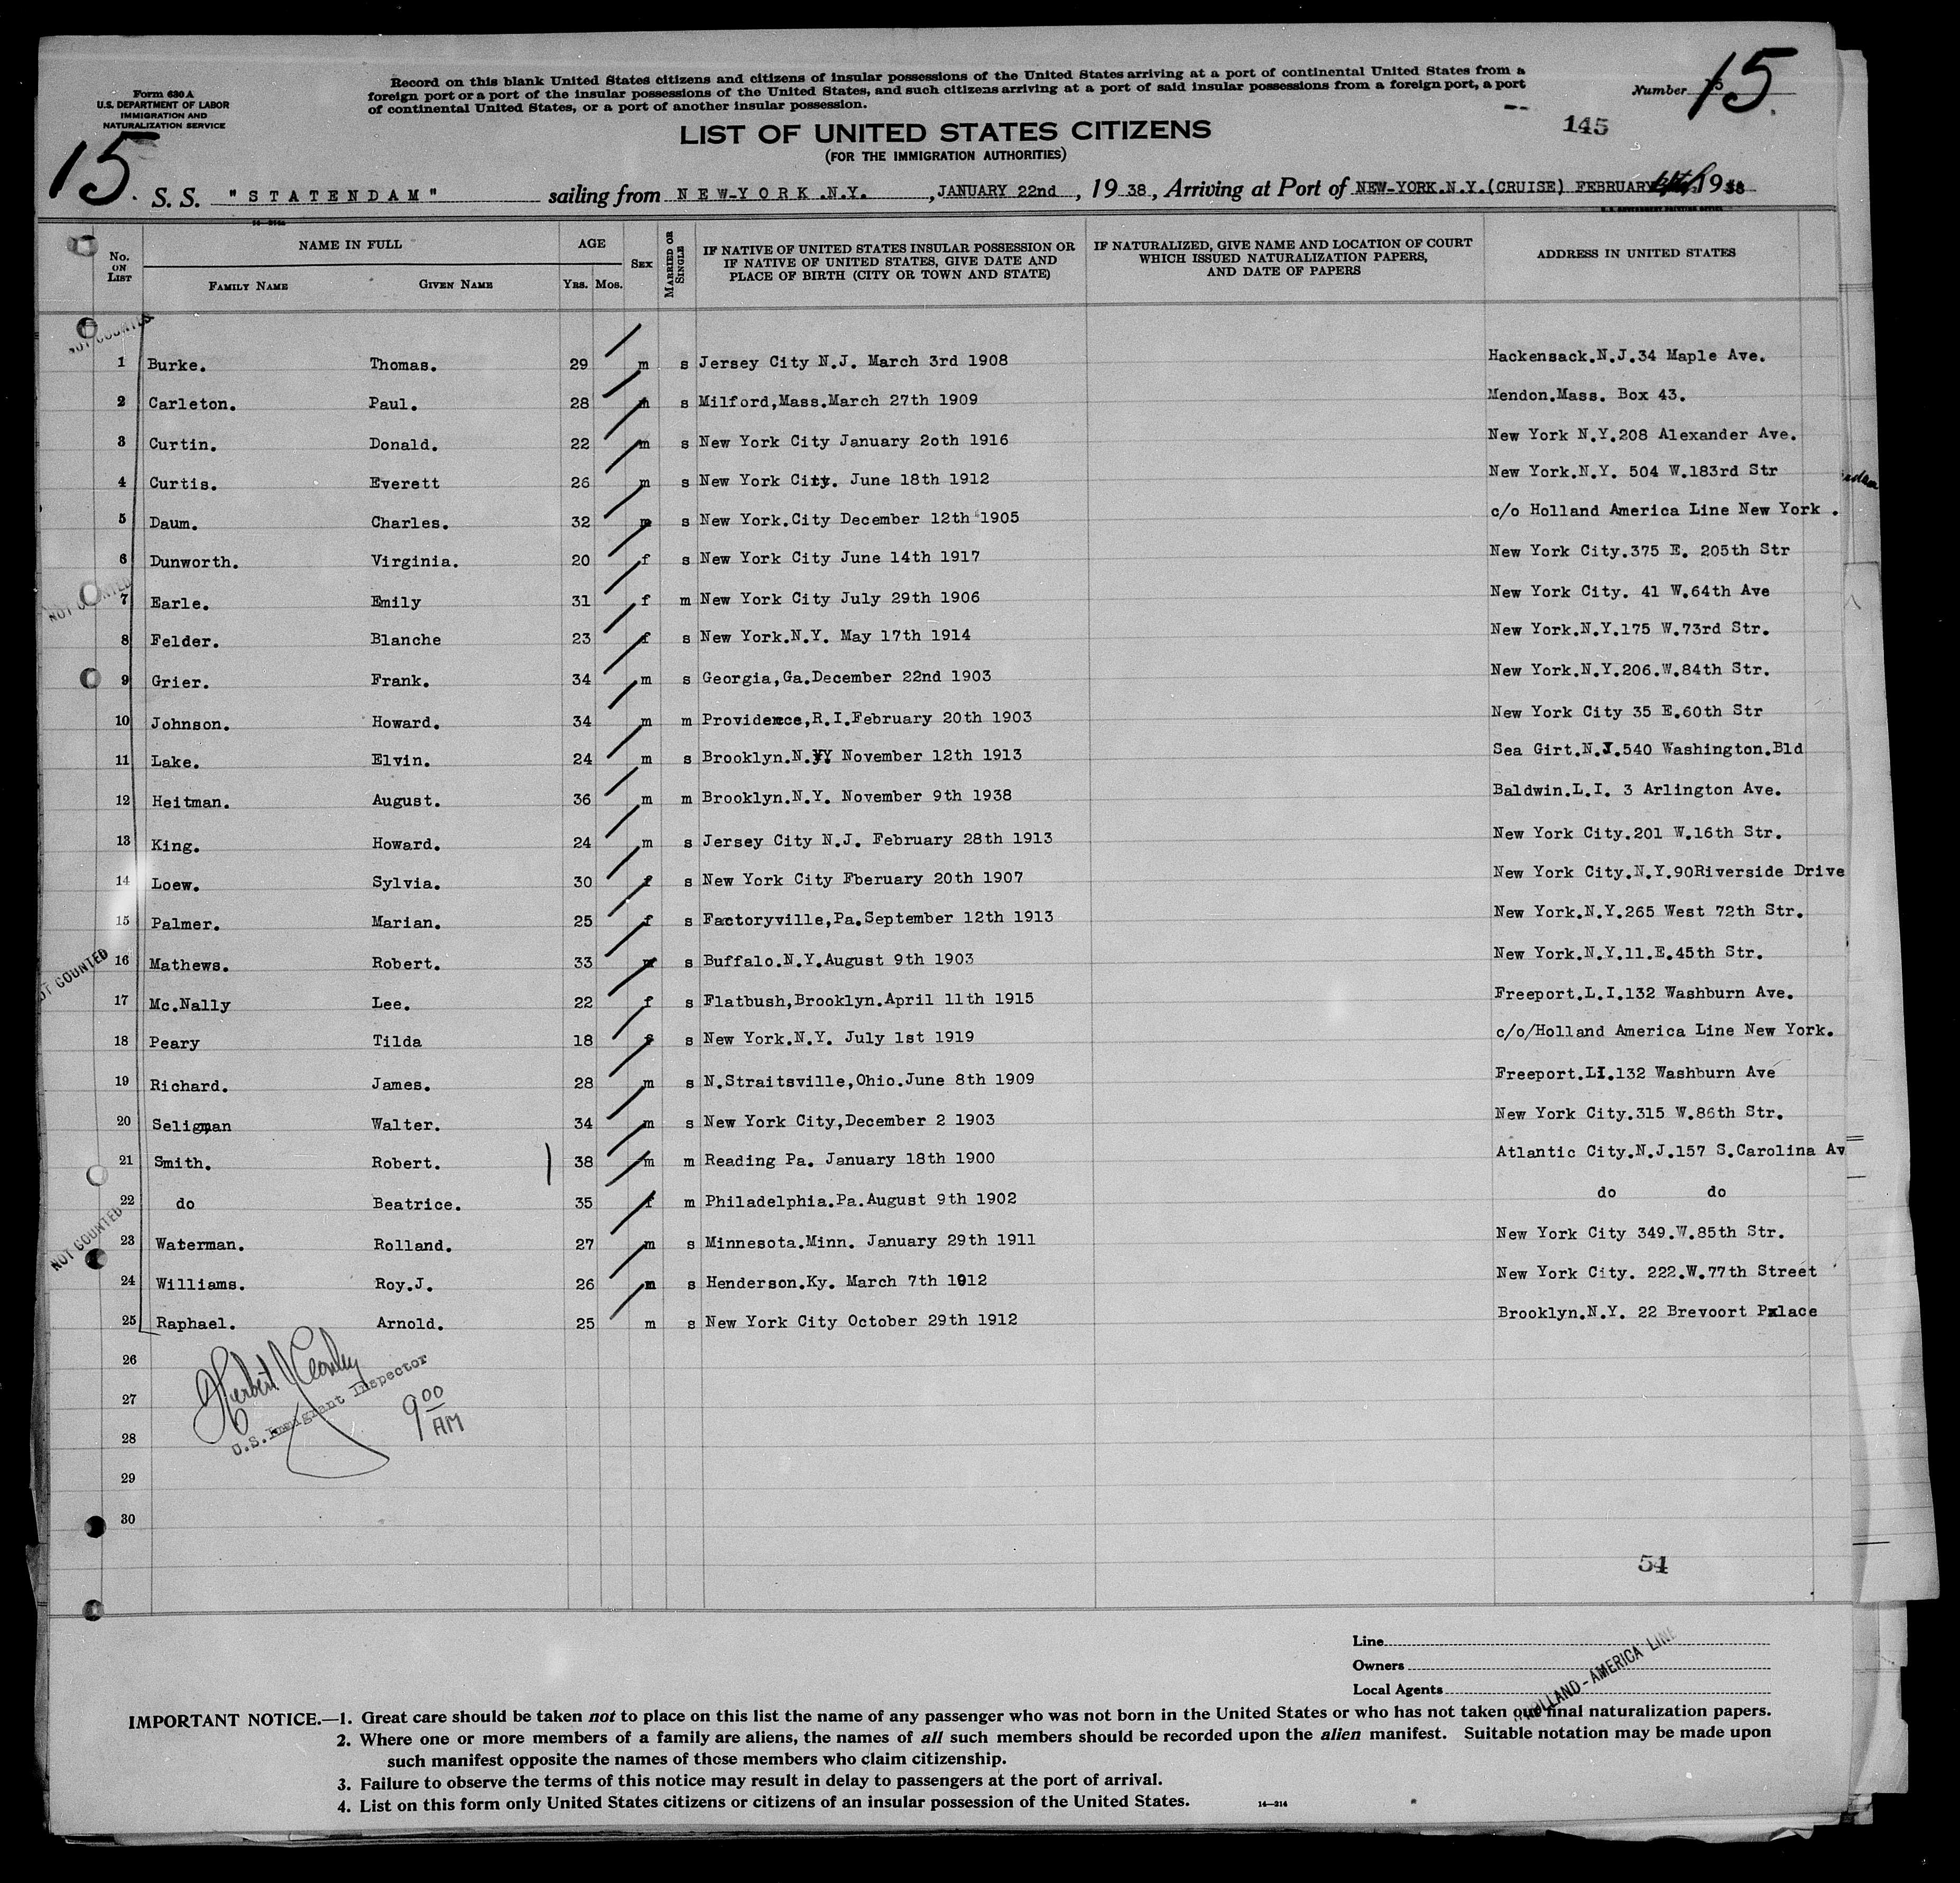 Form 630 A
U.S. DEPARTMENT OF LABOR
IMMIGRATION AND
NATURALIZATION SERVICE
Record on this blank United States citizens and citizens of insular possessions of the United States arriving at a port of continental United States from a
foreign port or a port of the insular possessions of the United States, and such citizens arriving at a port of said insular possessions from a foreign port, a port
of continental United States, or a port of another insular possession.
Number 15.
145
LIST OF UNITED STATES CITIZENS
(FOR THE IMMIGRATION AUTHORITIES)
15.
S. S. "STATENDAM" sailing from NEW-YORK.N.Y. , JANUARY 22nd , 19 38 , Arriving at Port of NEW-YORK.N.Y.(CRUISE) FEBRUARY 19 38
No. ON LIST NAME IN FULL FAMILY NAME GIVEN NAME AGE YRS. MOS. SEX MARRIED OR SINGLE IF NATIVE OF UNITED STATES INSULAR POSSESSION OR IF NATIVE OF UNITED STATES, GIVE DATE AND PLACE OF BIRTH (CITY OR TOWN AND STATE) IF NATURALIZED, GIVE NAME AND LOCATION OF COURT WHICH ISSUED NATURALIZATION PAPERS, AND DATE OF PAPERS ADDRESS IN UNITED STATES
NOT COUNTED
1 Burke. Thomas. 29 m s Jersey City N.J. March 3rd 1908 Hackensack.N.J.34 Maple Ave.
2 Carleton. Paul. 28 m s Milford,Mass.March 27th 1909 Mendon.Mass. Box 43.
3 Curtin. Donald. 22 m s New York City January 2oth 1916 New York N.Y.208 Alexander Ave.
4 Curtis. Everett 26 m s New York City. June 18th 1912 New York.N.Y. 504 W.183rd Str
5 Daum. Charles. 32 m s New York.City December 12th 1905 c/o Holland America Line New York .
6 Dunworth. Virginia. 20 f s New York City June 14th 1917 New York City.375 E. 205th Str
NOT COUNTED
7 Earle. Emily 31 f m New York City July 29th 1906 New York City. 41 W.64th Ave
8 Felder. Blanche 23 f s New York.N.Y. May 17th 1914 New York.N.Y.175 W.73rd Str.
9 Grier. Frank. 34 m s Georgia,Ga.December 22nd 1903 New York.N.Y.206.W.84th Str.
10 Johnson. Howard. 34 m m Providence,R.I.February 20th 1903 New York City 35 E.60th Str
11 Lake. Elvin. 24 m s Brooklyn.N.Y. November 12th 1913 Sea Girt.N.J.540 Washington.Bld
12 Heitman. August. 36 m m Brooklyn.N.Y. November 9th 1938 Baldwin.L.I. 3 Arlington Ave.
13 King. Howard. 24 m s Jersey City N.J. February 28th 1913 New York City.201 W.16th Str.
14 Loew. Sylvia. 30 f s New York City Fberuary 20th 1907 New York City.N.Y.90Riverside Drive
15 Palmer. Marian. 25 f s Factoryville,Pa.September 12th 1913 New York.N.Y.265 West 72th Str.
NOT COUNTED
16 Mathews. Robert. 33 m s Buffalo.N.Y.August 9th 1903 New York.N.Y.11.E.45th Str.
17 Mc.Nally Lee. 22 f s Flatbush,Brooklyn.April 11th 1915 Freeport.L.I.132 Washburn Ave.
18 Peary Tilda 18 f s New York.N.Y. July 1st 1919 c/o/Holland America Line New York.
19 Richard. James. 28 m s N.Straitsville,Ohio.June 8th 1909 Freeport.LI.132 Washburn Ave
20 Seligman Walter. 34 m s New York City,December 2 1903 New York City.315 W.86th Str.
21 Smith. Robert. 38 m m Reading Pa. January 18th 1900 Atlantic City.N.J.157 S.Carolina Av
22 do Beatrice. 35 f m Philadelphia.Pa.August 9th 1902 do do
NOT COUNTED
23 Waterman. Rolland. 27 m s Minnesota.Minn. January 29th 1911 New York City 349.W.85th Str.
24 Williams. Roy.J. 26 m s Henderson.Ky. March 7th 1912 New York City. 222.W.77th Street
25 Raphael. Arnold. 25 m s New York City October 29th 1912 Brooklyn.N.Y. 22 Brevoort Palace
26
27
28
29
30
Herbert
U.S. Immigrant Inspector
9 00 AM
54
Line
Owners
Local Agents
HOLLAND-AMERICA LINE
IMPORTANT NOTICE.—1. Great care should be taken not to place on this list the name of any passenger who was not born in the United States or who has not taken out final naturalization papers.
2. Where one or more members of a family are aliens, the names of all such members should be recorded upon the alien manifest. Suitable notation may be made upon
such manifest opposite the names of those members who claim citizenship.
3. Failure to observe the terms of this notice may result in delay to passengers at the port of arrival.
4. List on this form only United States citizens or citizens of an insular possession of the United States.
14—214